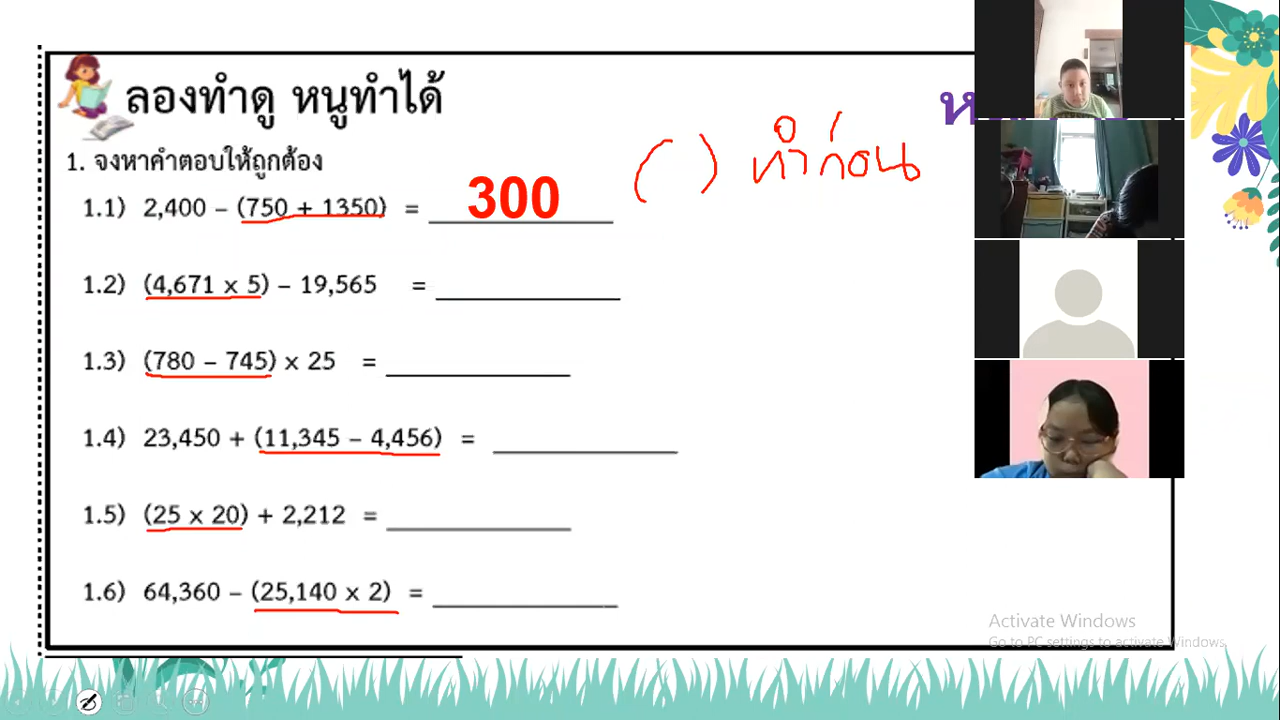 ลองทำดู หนูทำได้
( ) ทำก่อน
1. จงหาคำตอบให้ถูกต้อง
1.1) 2,400 – (750 + 1350) = 300
1.2) (4,671 x 5) – 19,565 =
1.3) (780 – 745) x 25 =
1.4) 23,450 + (11,345 – 4,456) =
1.5) (25 x 20) + 2,212 =
1.6) 64,360 – (25,140 x 2) =
Activate Windows
Go to PC settings to activate Windows.